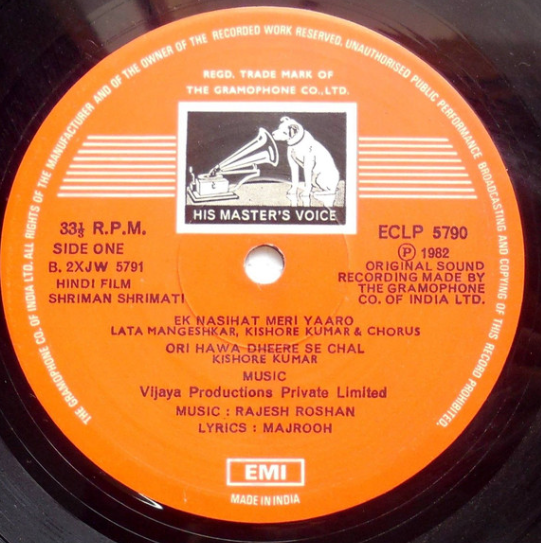 THE GRAMOPHONE CO. OF INDIA LTD. ALL RIGHTS OF THE MANUFACTURER AND OF THE OWNER OF THE RECORDED WORK RESERVED. UNAUTHORISED PUBLIC PERFORMANCE BROADCASTING AND COPYING OF THIS RECORD PROHIBITED.
REGD. TRADE MARK OF
THE GRAMOPHONE CO., LTD.
HIS MASTER'S VOICE
33⅓ R.P.M.
SIDE ONE
B. 2XJW 5791
HINDI FILM
SHRIMAN SHRIMATI
ECLP 5790
Ⓟ 1982
ORIGINAL SOUND
RECORDING MADE BY
THE GRAMOPHONE
CO. OF INDIA LTD.
EK NASIHAT MERI YAARO
LATA MANGESHKAR, KISHORE KUMAR & CHORUS
ORI HAWA DHEERE SE CHAL
KISHORE KUMAR
MUSIC
Vijaya Productions Private Limited
MUSIC : RAJESH ROSHAN
LYRICS : MAJROOH
EMI
MADE IN INDIA